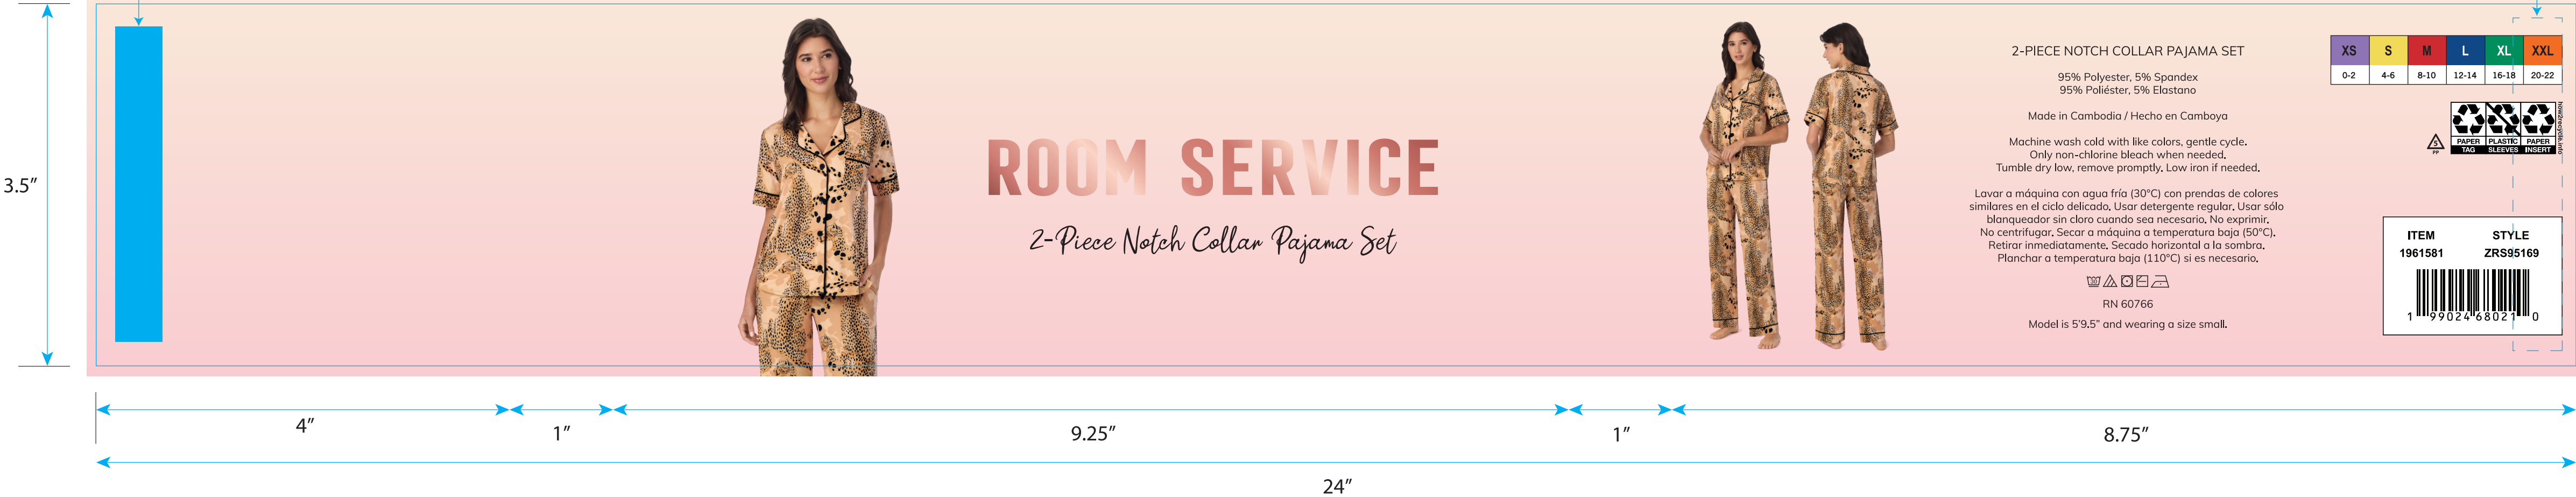 3.5"
ROOM SERVICE
2-Piece Notch Collar Pajama Set
2-PIECE NOTCH COLLAR PAJAMA SET
95% Polyester, 5% Spandex
95% Poliéster, 5% Elastano
Made in Cambodia / Hecho en Camboya
Machine wash cold with like colors, gentle cycle.
Only non-chlorine bleach when needed.
Tumble dry low, remove promptly. Low iron if needed.
Lavar a máquina con agua fría (30°C) con prendas de colores
similares en el ciclo delicado. Usar detergente regular. Usar sólo
blanqueador sin cloro cuando sea necesario. No exprimir.
No centrifugar. Secar a máquina a temperatura baja (50°C).
Retirar inmediatamente. Secado horizontal a la sombra.
Planchar a temperatura baja (110°C) si es necesario.
RN 60766
Model is 5'9.5" and wearing a size small.
XS S M L XL XXL
0-2 4-6 8-10 12-14 16-18 20-22
5
PP
PAPER PLASTIC PAPER
TAG SLEEVES INSERT
how2recycle.info
ITEM STYLE
1961581 ZRS95169
1 99024 68021 0
4" 1" 9.25" 1" 8.75"
24"